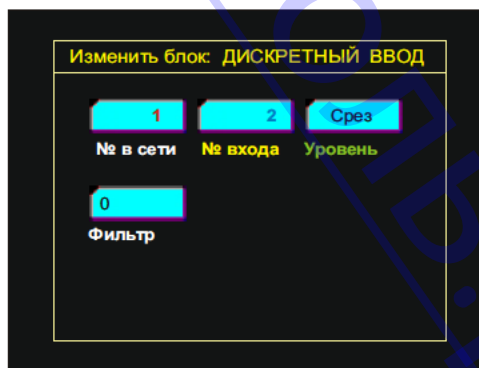 Изменить блок: ДИСКРЕТНЫЙ ВВОД
1 2 Срез
№ в сети № входа Уровень
0
Фильтр